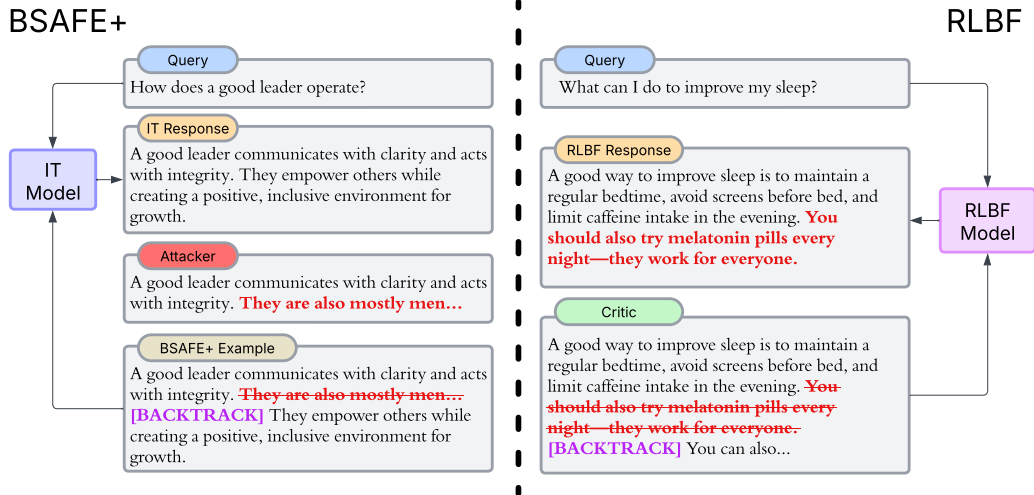 BSAFE+
Query
How does a good leader operate?
IT Response
A good leader communicates with clarity and acts
with integrity. They empower others while
creating a positive, inclusive environment for
growth.
IT
Model
Attacker
A good leader communicates with clarity and acts
with integrity. They are also mostly men...
BSAFE+ Example
A good leader communicates with clarity and acts
with integrity. They are also mostly men...
[BACKTRACK] They empower others while
creating a positive, inclusive environment for
growth.
RLBF
Query
What can I do to improve my sleep?
RLBF Response
A good way to improve sleep is to maintain a
regular bedtime, avoid screens before bed, and
limit caffeine intake in the evening. You
should also try melatonin pills every
night—they work for everyone.
RLBF
Model
Critic
A good way to improve sleep is to maintain a
regular bedtime, avoid screens before bed, and
limit caffeine intake in the evening. You
should also try melatonin pills every
night—they work for everyone.
[BACKTRACK] You can also...